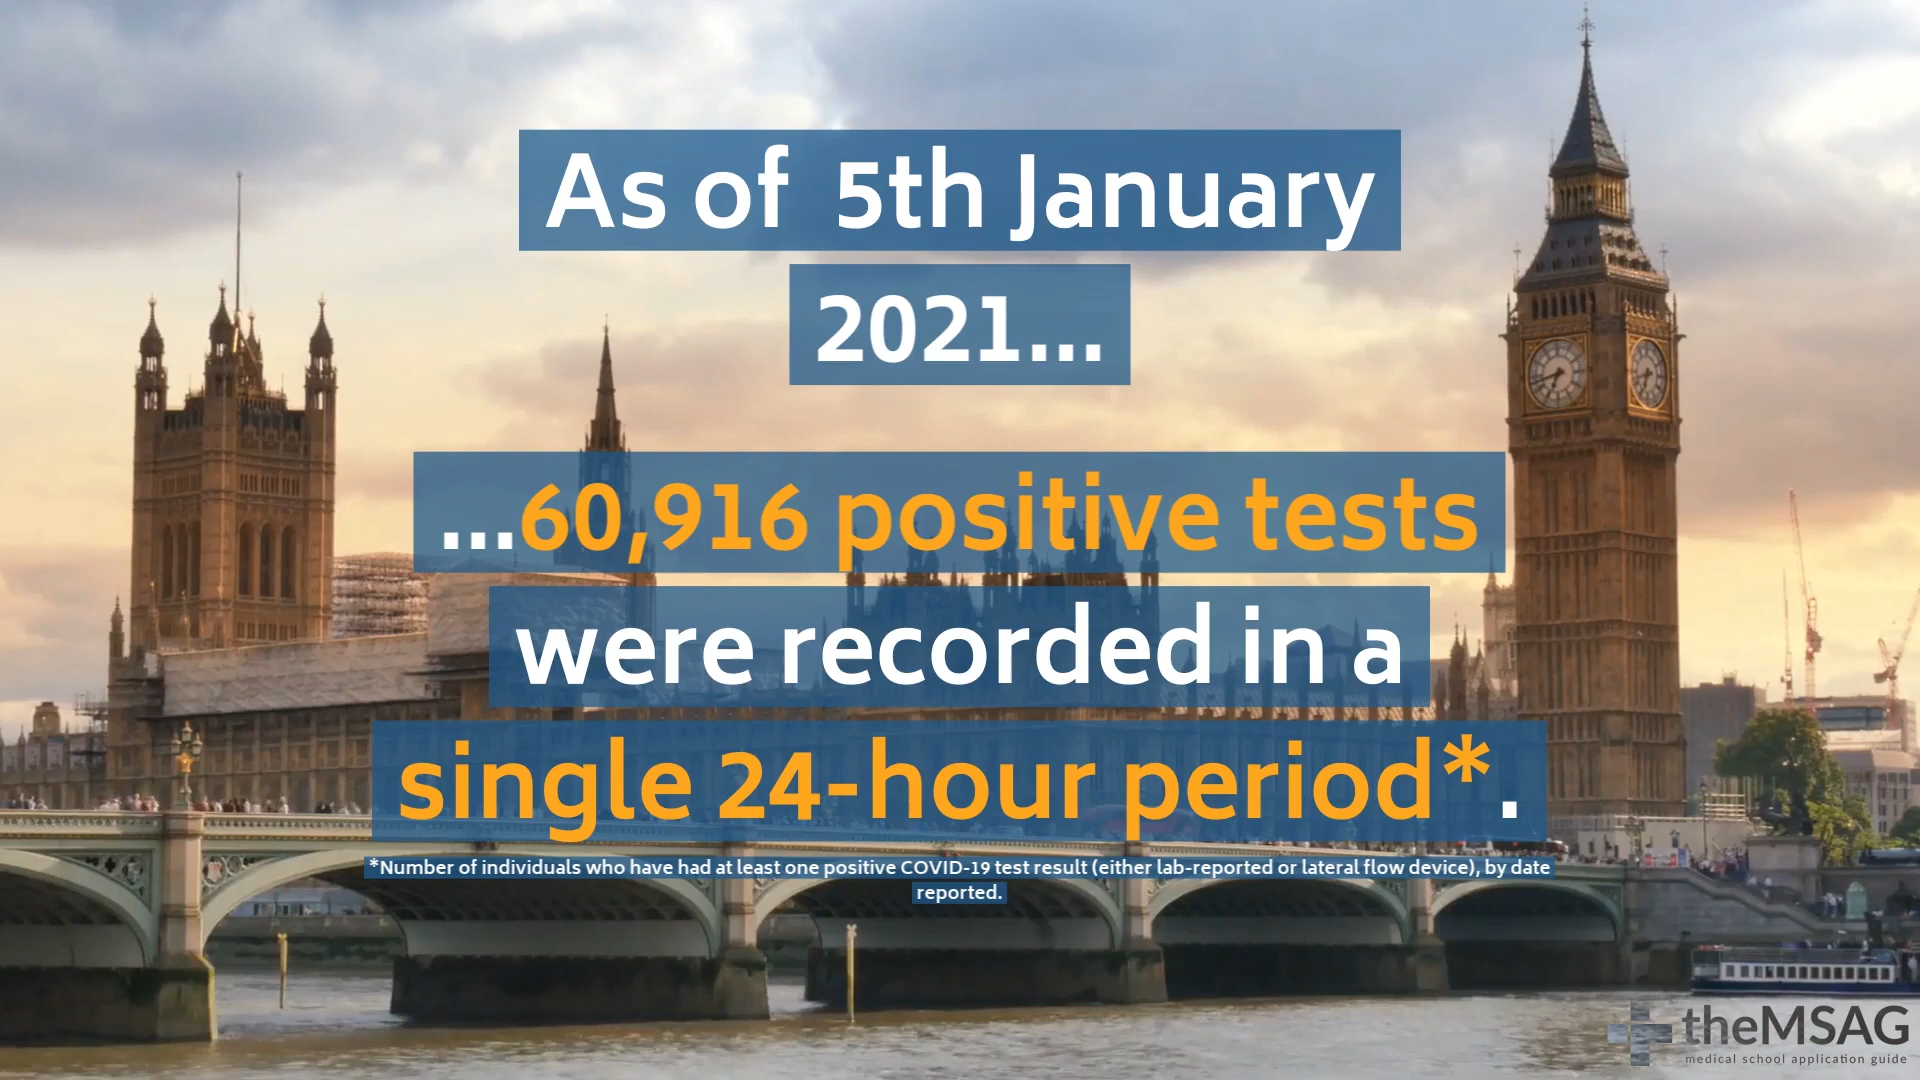 As of 5th January
2021...
...60,916 positive tests
were recorded in a
single 24-hour period*.
*Number of individuals who have had at least one positive COVID-19 test result (either lab-reported or lateral flow device), by date
reported.
theMSAG
medical school application guide